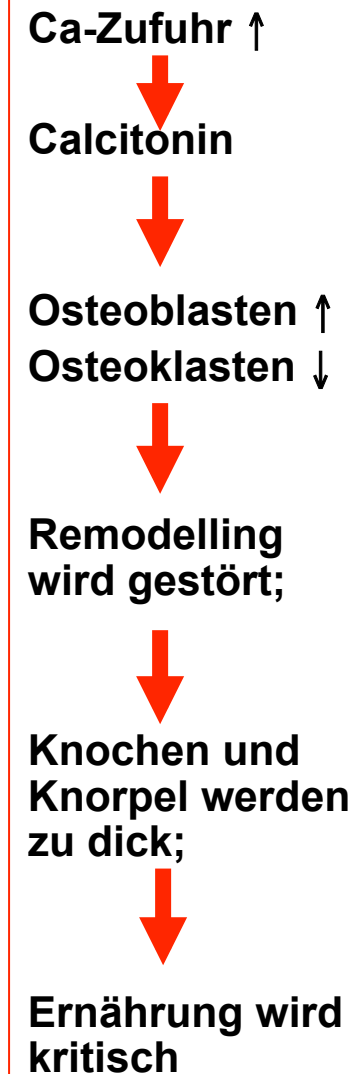 Ca-Zufuhr ↑
Calcitonin
Osteoblasten ↑
Osteoklasten ↓
Remodelling
wird gestört;
Knochen und
Knorpel werden
zu dick;
Ernährung wird
kritisch